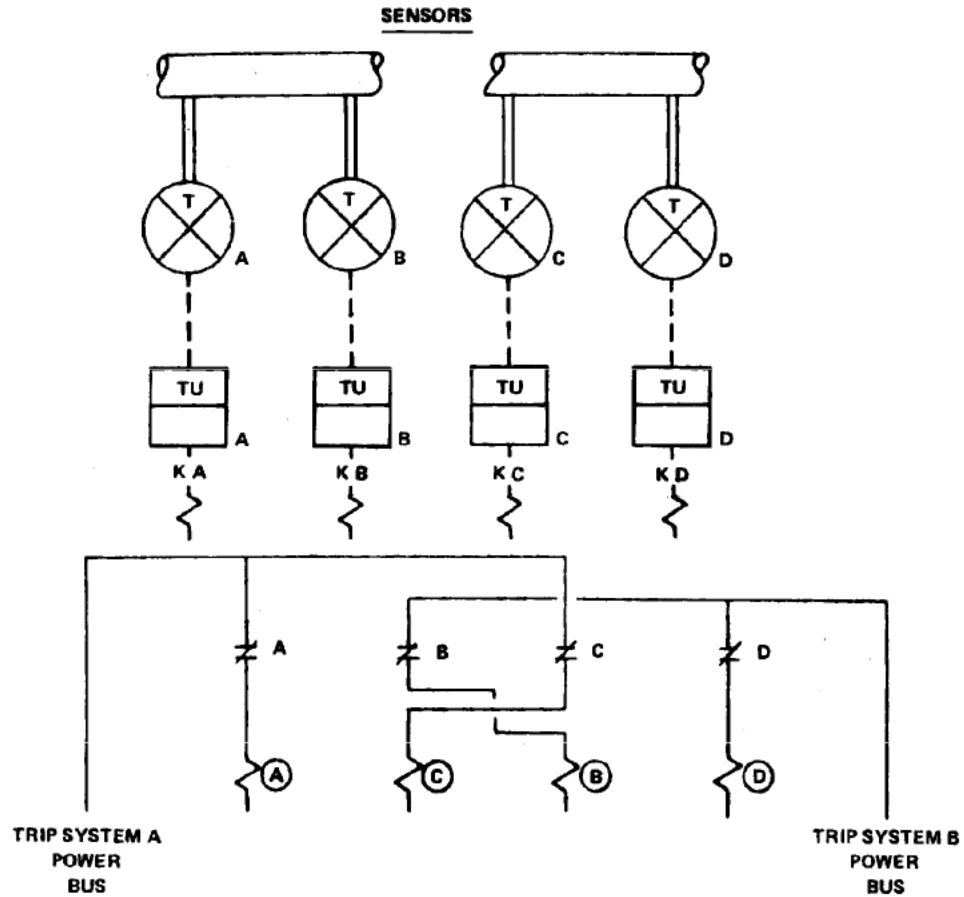 SENSORS
T T T T
A B C D
TU TU TU TU
A B C D
K A K B K C K D
A B C D
A C B D
TRIP SYSTEM A
POWER
BUS
TRIP SYSTEM B
POWER
BUS